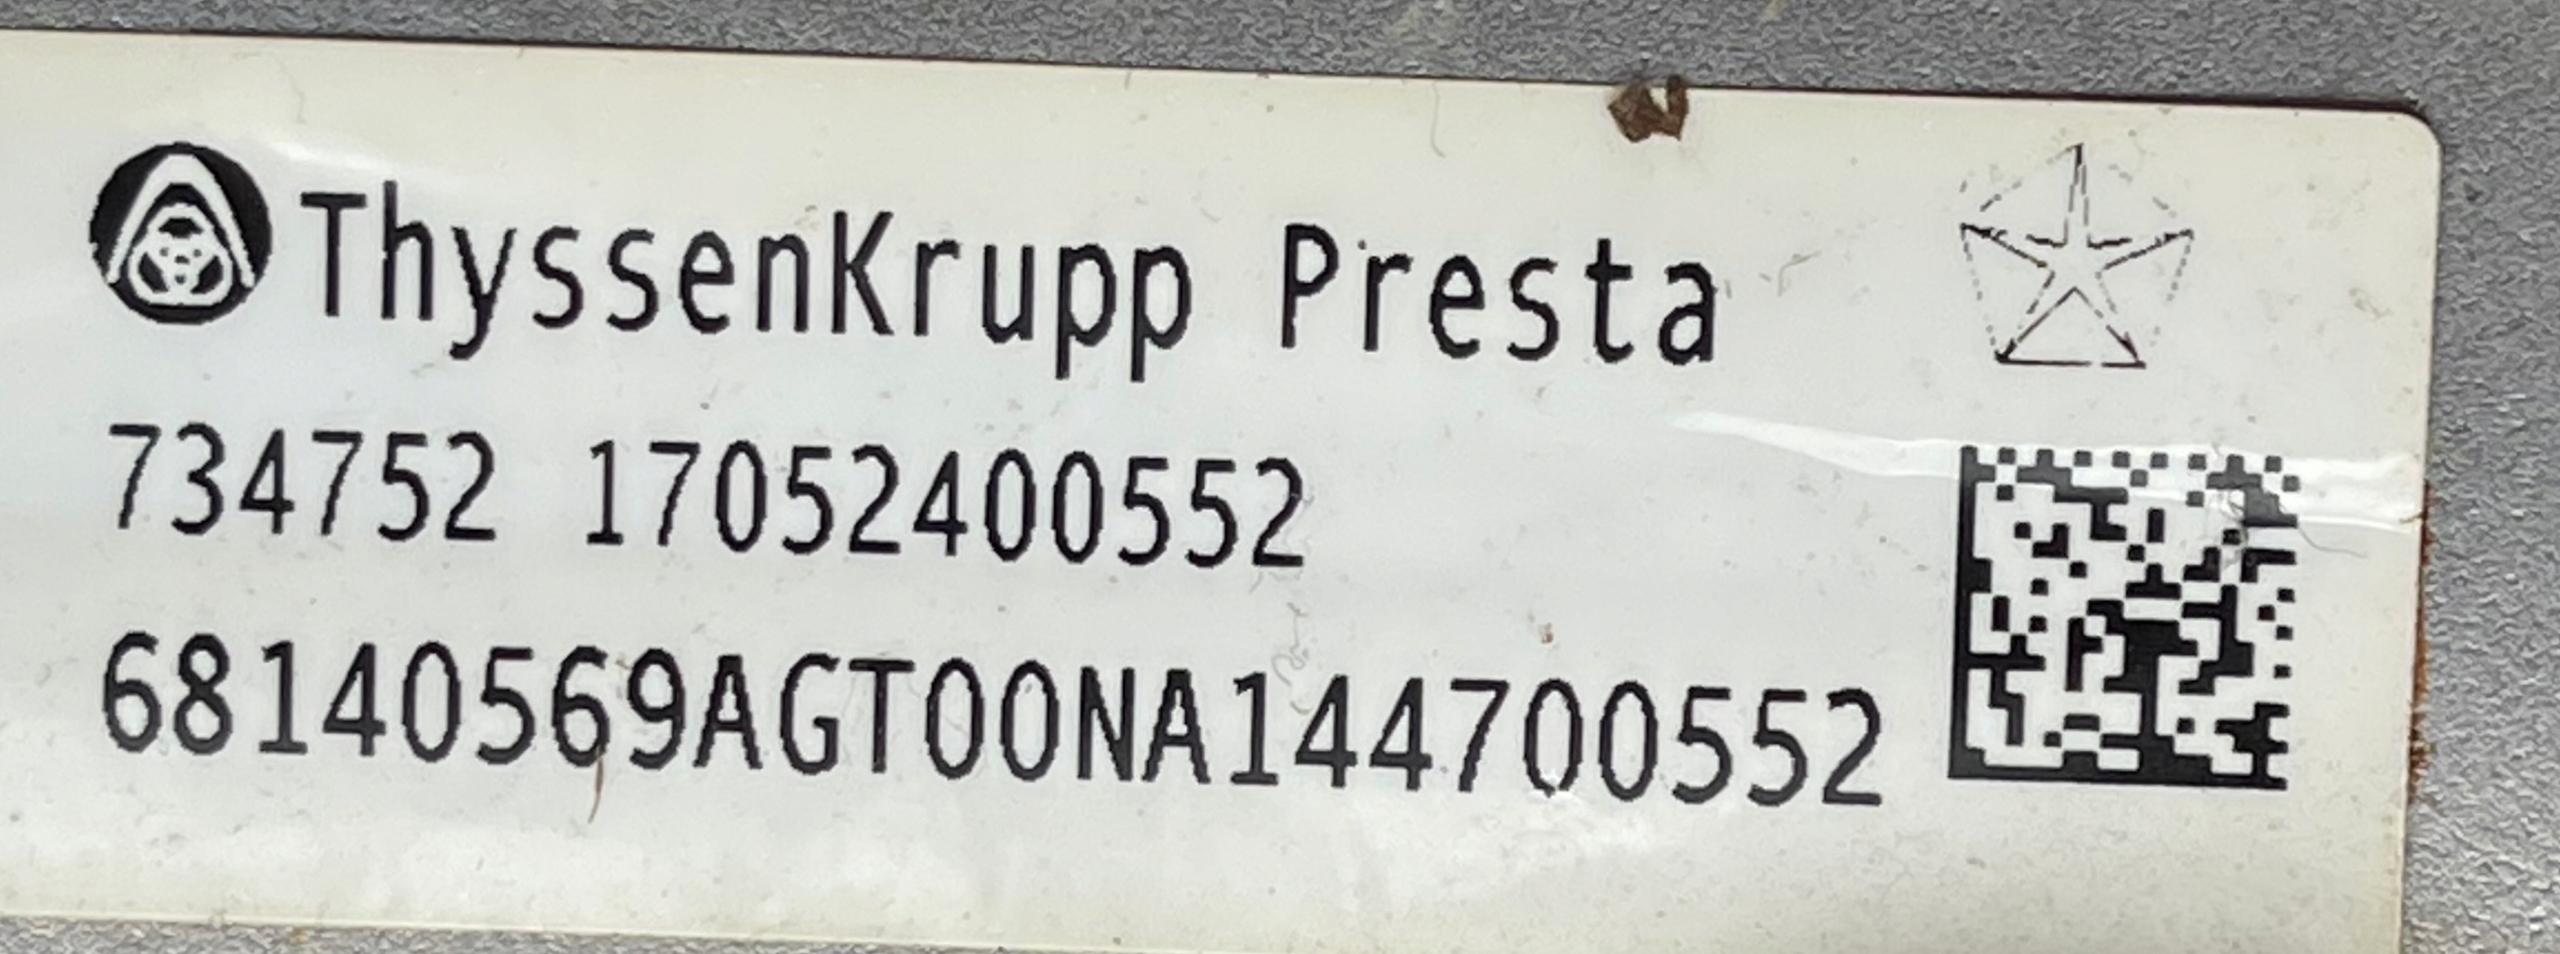 ThyssenKrupp Presta
734752 17052400552
68140569AGT00NA144700552